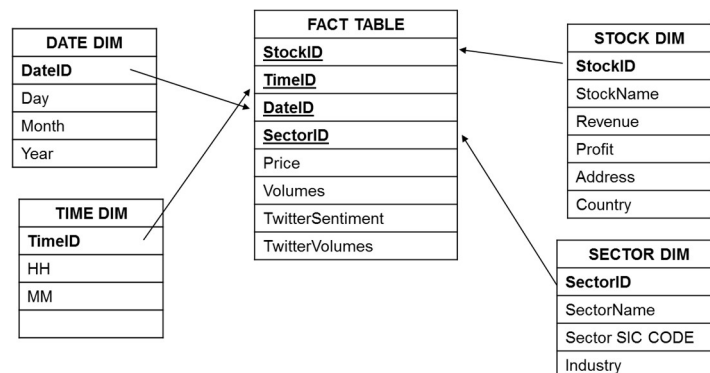 DATE DIM
DateID
Day
Month
Year
TIME DIM
TimeID
HH
MM
FACT TABLE
StockID
TimeID
DateID
SectorID
Price
Volumes
TwitterSentiment
TwitterVolumes
STOCK DIM
StockID
StockName
Revenue
Profit
Address
Country
SECTOR DIM
SectorID
SectorName
Sector SIC CODE
Industry